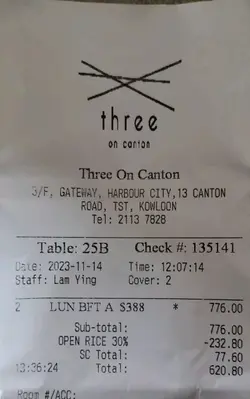 three
on canton
Three On Canton
3/F, GATEWAY, HARBOUR CITY,13 CANTON
ROAD, TST, KOWLOON
Tel: 2113 7828
Table: 25B Check #: 135141
Date: 2023-11-14 Time: 12:07:14
Staff: Lam Ying Cover: 2
2 LUN BFT A $388 * 776.00
Sub-total: 776.00
OPEN RICE 30% -232.80
SC Total: 77.60
13:36:24 Total: 620.80
Room #/ACC: